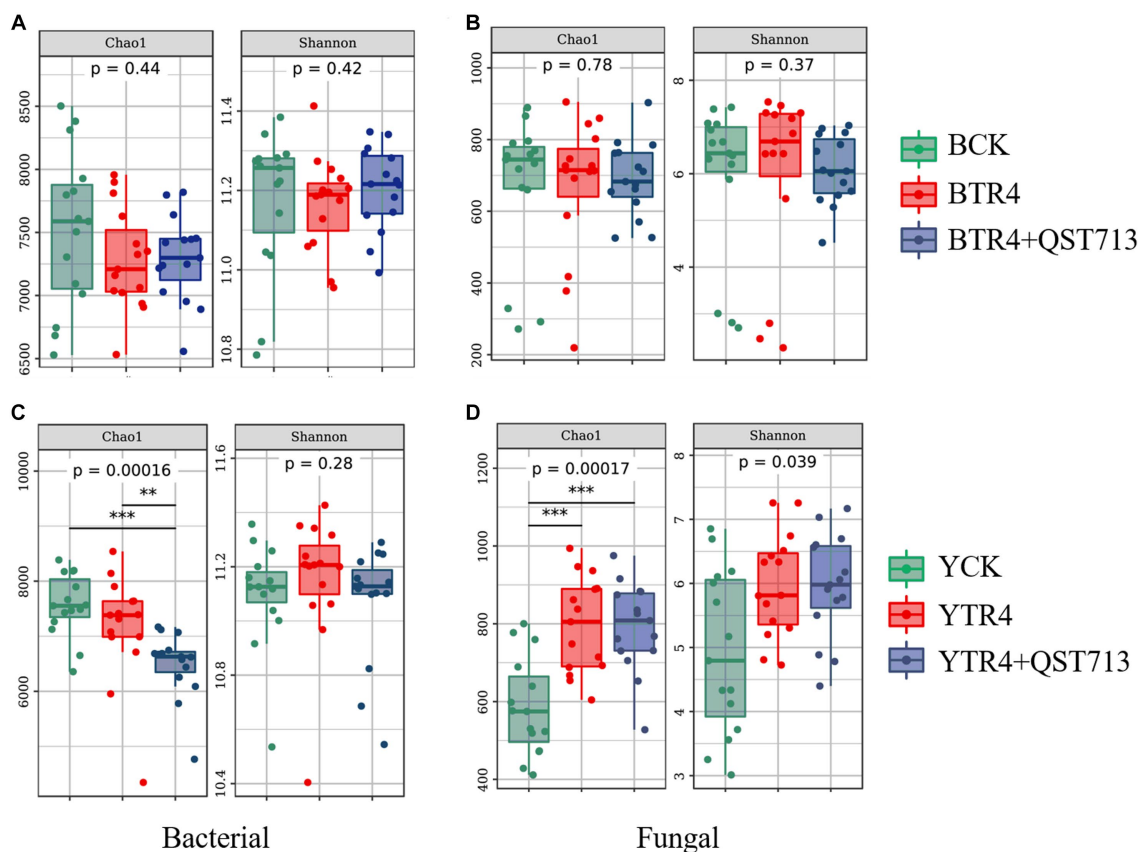 A
Chao1
Shannon
p = 0.44
p = 0.42
8500
8000
7500
7000
6500
11.4
11.2
11.0
10.8
B
Chao1
Shannon
p = 0.78
p = 0.37
1000
800
600
400
200
8
6
4
BCK
BTR4
BTR4+QST713
C
Chao1
Shannon
p = 0.00016
p = 0.28
**
***
10000
8000
6000
11.6
11.2
10.8
10.4
D
Chao1
Shannon
p = 0.00017
p = 0.039
***
***
1200
1000
800
600
400
8
7
6
5
4
3
YCK
YTR4
YTR4+QST713
Bacterial
Fungal